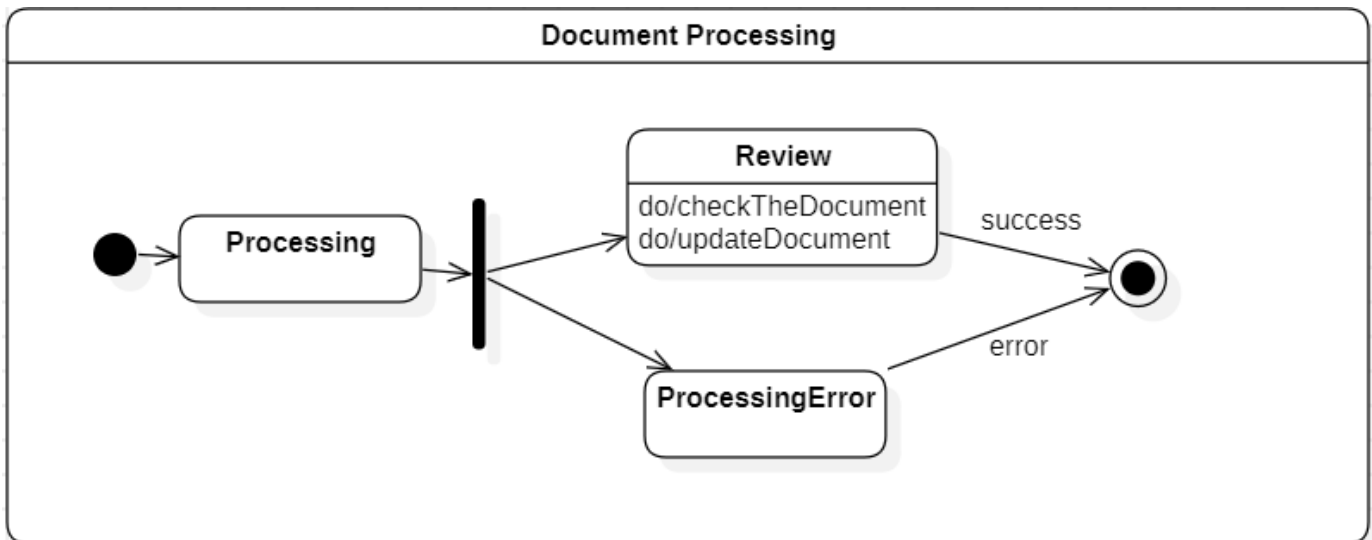 Document Processing
Review
do/checkTheDocument
do/updateDocument
success
Processing
error
ProcessingError